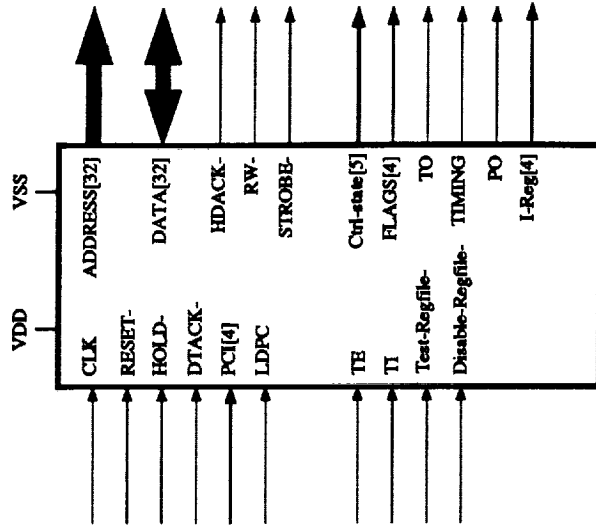 VDD
VSS
CLK
RESET-
HOLD-
DTACK-
PCI[4]
LDPC
TE
TI
Test-Regfile-
Disable-Regfile-
ADDRESS[32]
DATA[32]
HDACK-
RW-
STROBE-
Ctrl-state[5]
FLAGS[4]
TO
TIMING
PO
I-Reg[4]